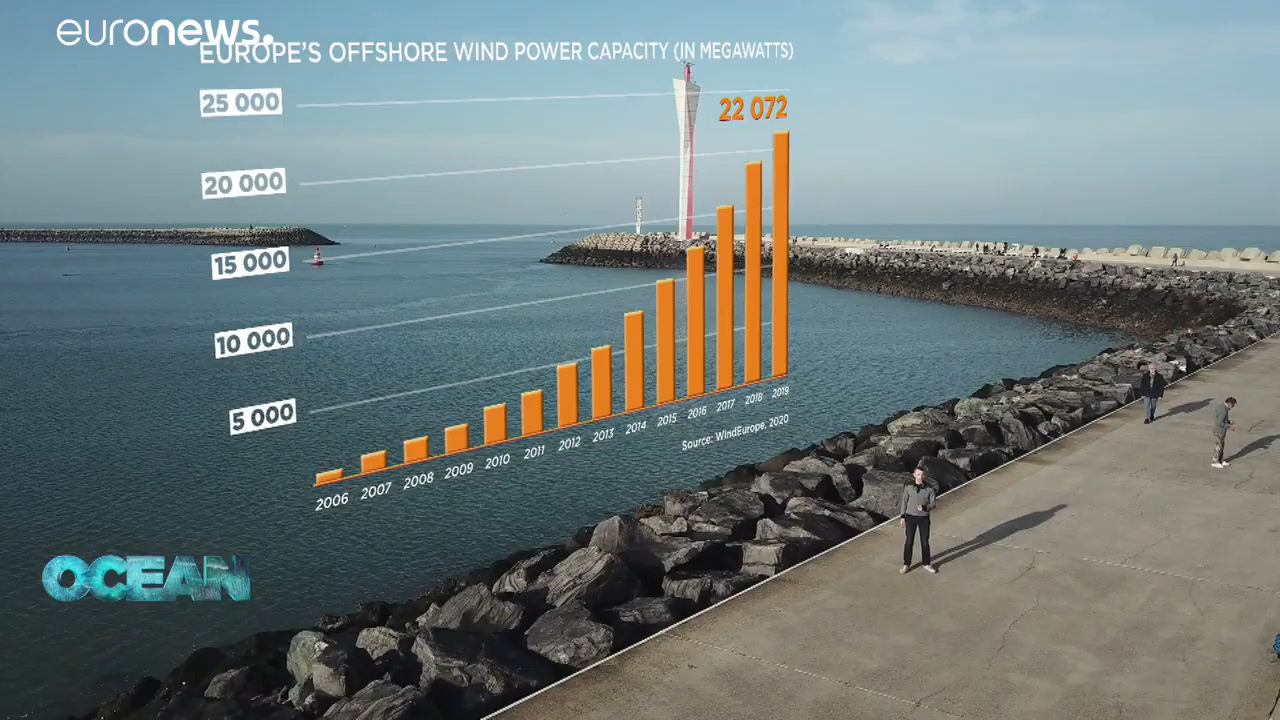 euronews.
EUROPE'S OFFSHORE WIND POWER CAPACITY (IN MEGAWATTS)
25 000
22 072
20 000
15 000
10 000
5 000
2006 2007 2008 2009 2010 2011 2012 2013 2014 2015 2016 2017 2018 2019
Source: WindEurope, 2020
OCEAN